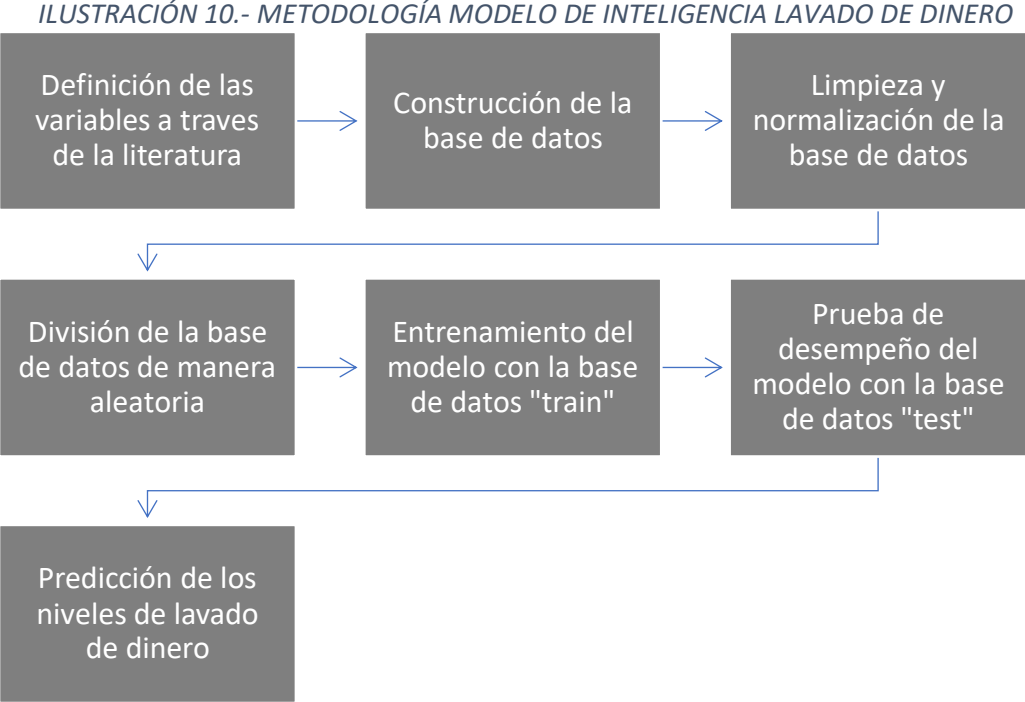 ILUSTRACIÓN 10.- METODOLOGÍA MODELO DE INTELIGENCIA LAVADO DE DINERO
Definición de las
variables a traves
de la literatura
Construcción de la
base de datos
Limpieza y
normalización de la
base de datos
División de la base
de datos de manera
aleatoria
Entrenamiento del
modelo con la base
de datos "train"
Prueba de
desempeño del
modelo con la base
de datos "test"
Predicción de los
niveles de lavado
de dinero